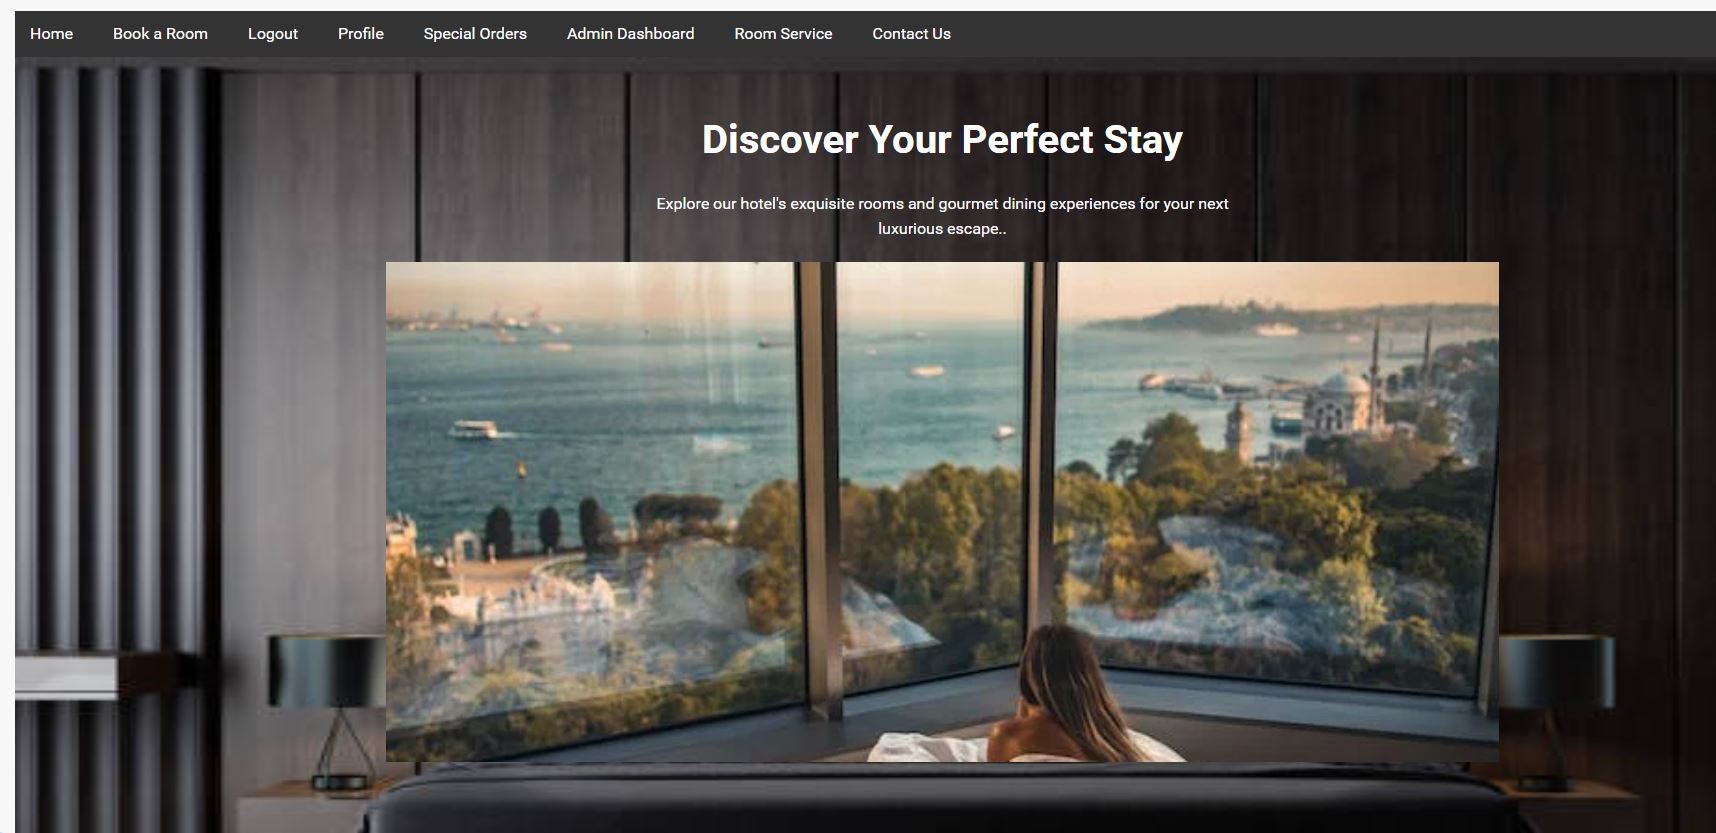 Home Book a Room Logout Profile Special Orders Admin Dashboard Room Service Contact Us
Discover Your Perfect Stay
Explore our hotel's exquisite rooms and gourmet dining experiences for your next
luxurious escape..